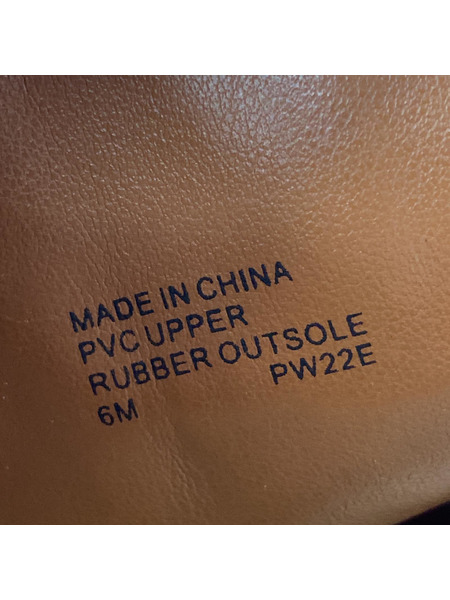 MADE IN CHINA
PVC UPPER
RUBBER OUTSOLE
6M PW22E